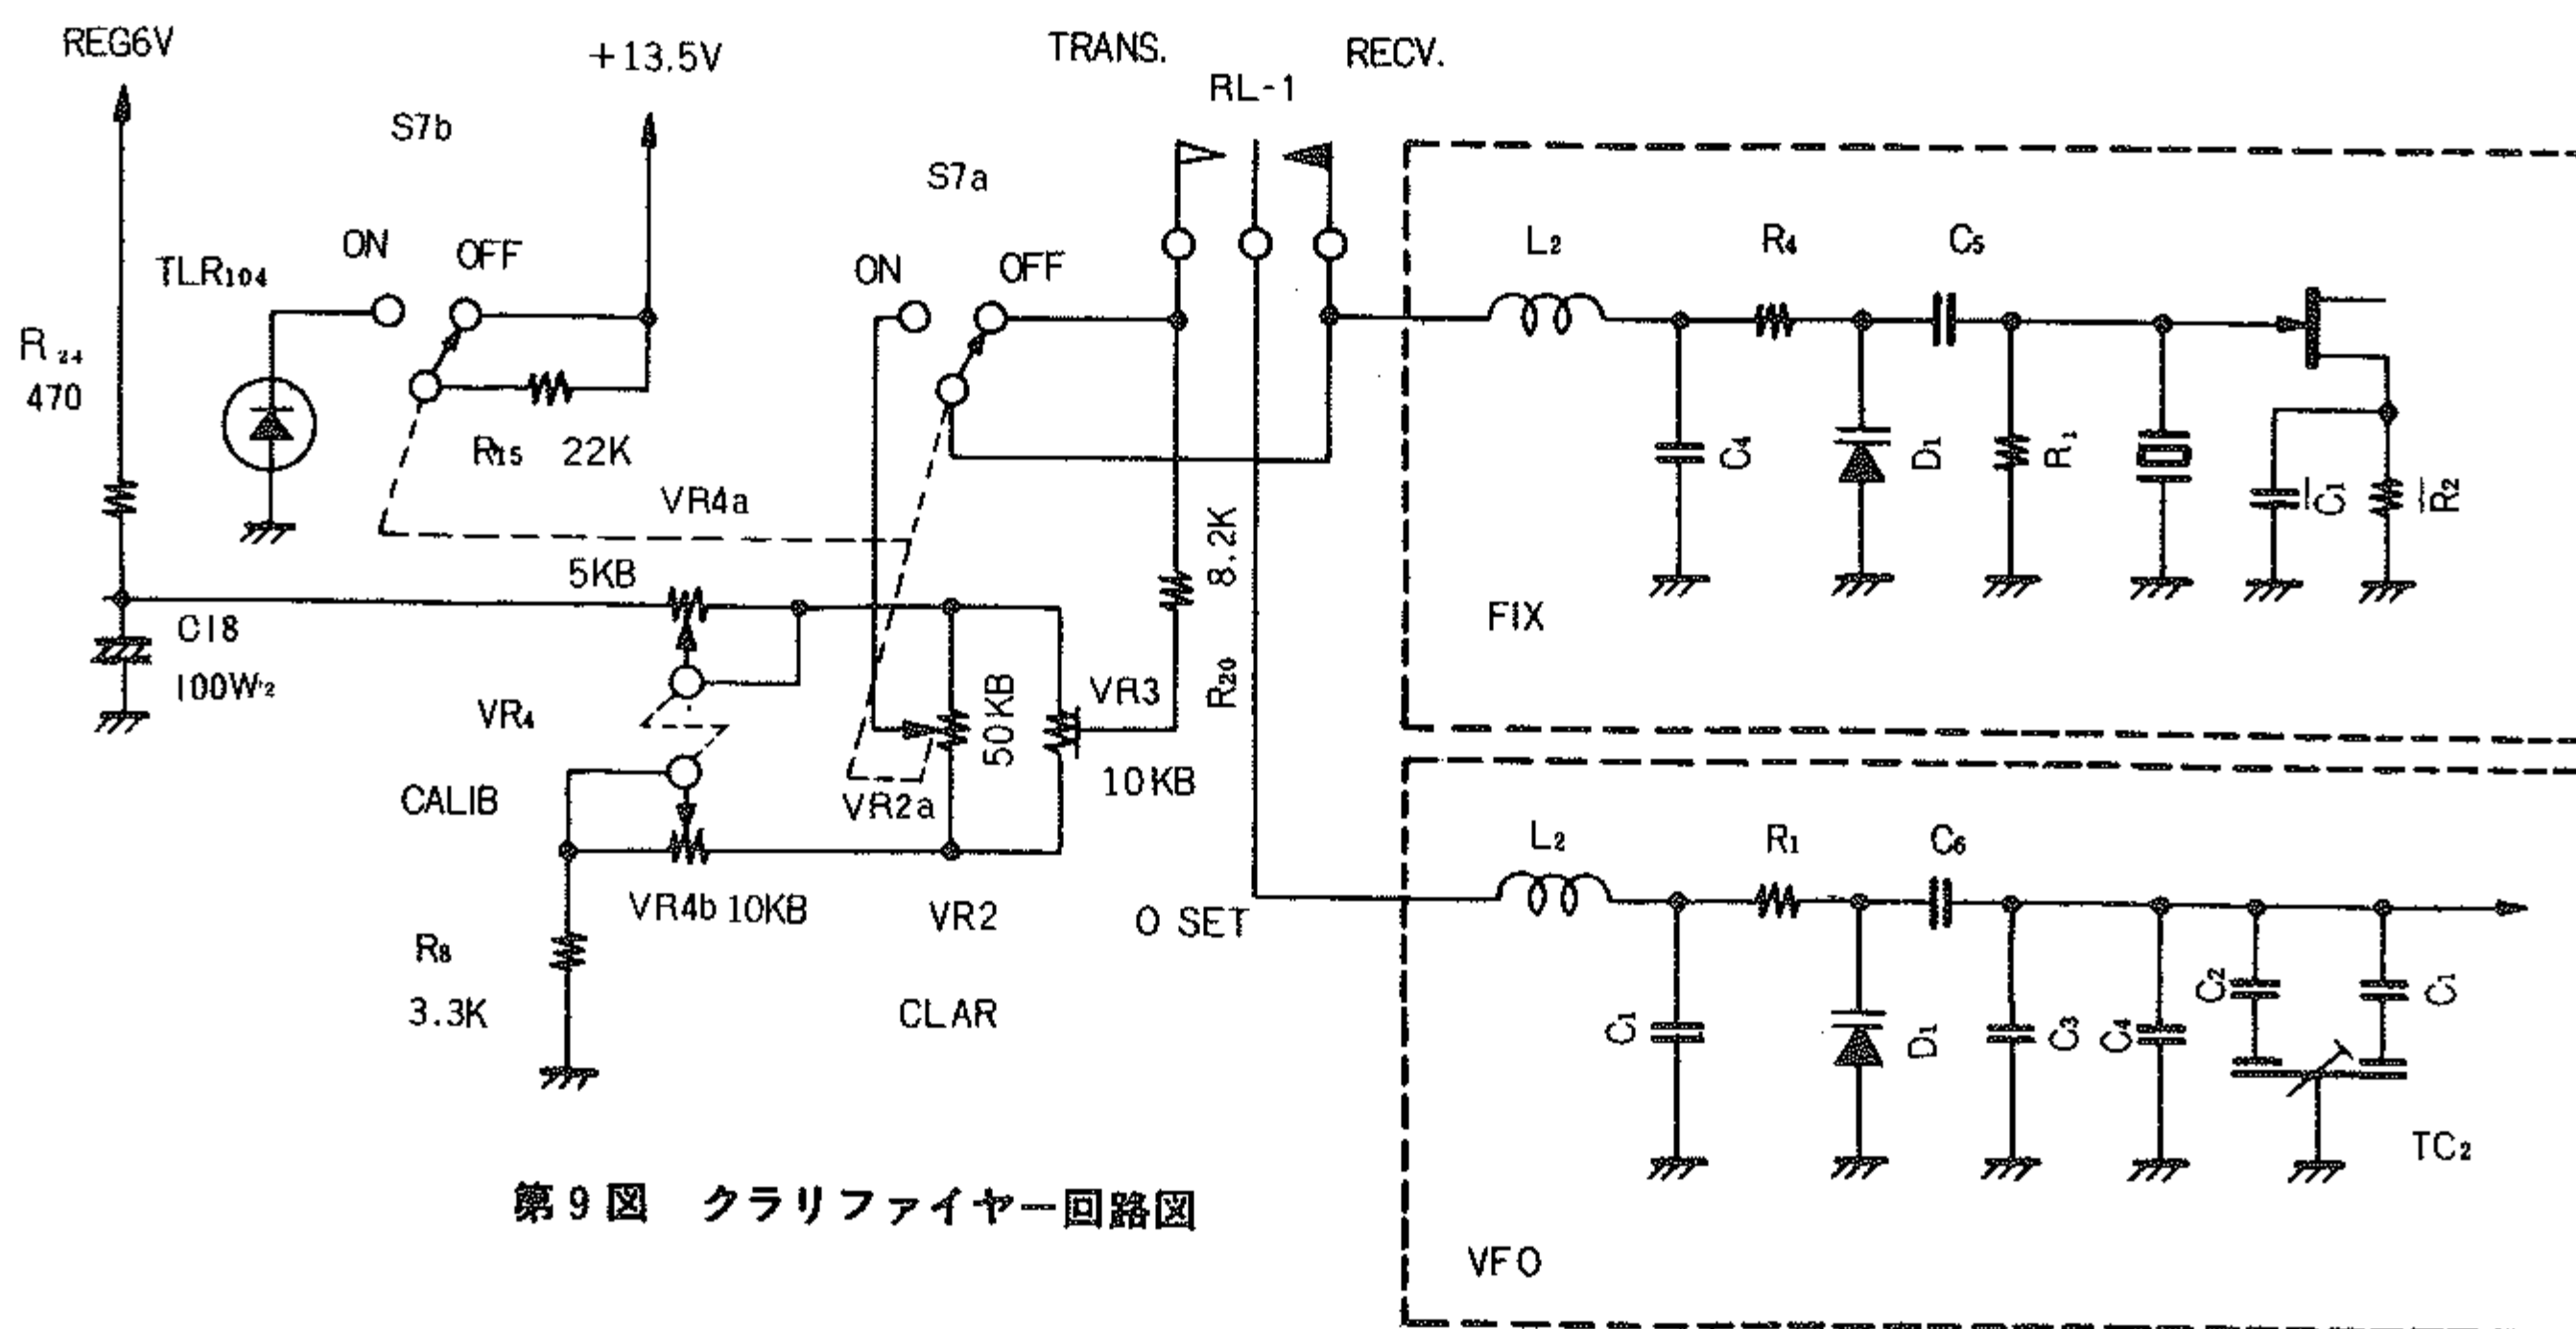 REG6V
+13.5V
TRANS.
RECV.
RL-1
S7b
S7a
ON
OFF
TLR104
ON
OFF
L2
R4
C5
R24
470
R15 22K
C4
D1
R1
C1
R2
VR4a
5KB
8.2K
R20
FIX
C18
100W
VR4
50KB
VR3
10KB
CALIB
VR2a
VR4b 10KB
VR2
O SET
L2
R1
C6
R8
3.3K
CLAR
C1
D1
C3
C4
C2
C1
TC2
第9図 クラリファイヤー回路図
VFO